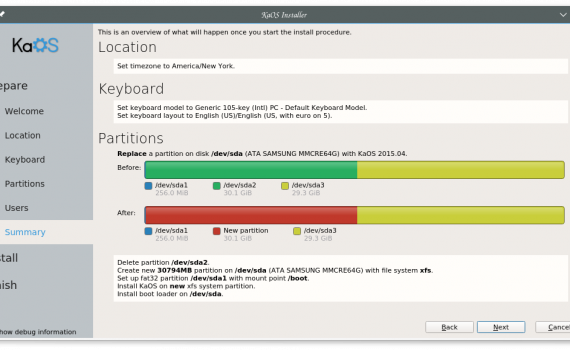 KaOS Installer
KaOS
Welcome
Location
Keyboard
Partitions
Users
Summary
how debug information
This is an overview of what will happen once you start the install procedure.
Location
Set timezone to America/New York.
Keyboard
Set keyboard model to Generic 105-key (Intl) PC - Default Keyboard Model.
Set keyboard layout to English (US)/English (US, with euro on 5).
Partitions
Replace a partition on disk /dev/sda (ATA SAMSUNG MMCRE64G) with KaOS 2015.04.
Before:
/dev/sda1 /dev/sda2 /dev/sda3
256.0 MiB 30.1 GiB 29.3 GiB
After:
/dev/sda1 New partition /dev/sda3
256.0 MiB 30.1 GiB 29.3 GiB
Delete partition /dev/sda2.
Create new 30794MB partition on /dev/sda (ATA SAMSUNG MMCRE64G) with file system xfs.
Set up fat32 partition /dev/sda1 with mount point /boot.
Install KaOS on new xfs system partition.
Install boot loader on /dev/sda.
Back Next Cance